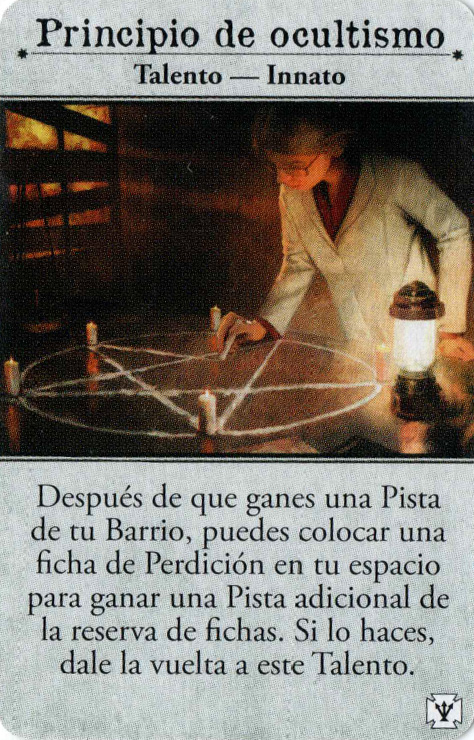 Principio de ocultismo
Talento — Innato
Después de que ganes una Pista
de tu Barrio, puedes colocar una
ficha de Perdición en tu espacio
para ganar una Pista adicional de
la reserva de fichas. Si lo haces,
dale la vuelta a este Talento.